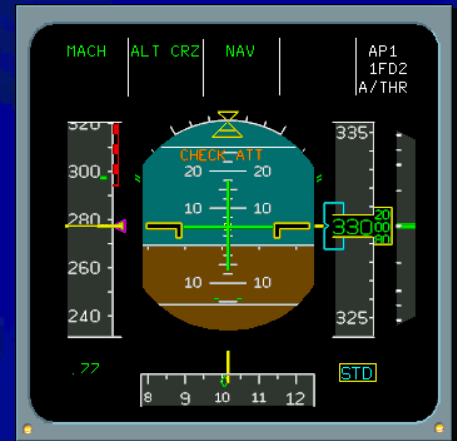 MACH ALT CRZ NAV AP1
1FD2
A/THR
320 335
CHECK ATT
300 20 20
280 10 10 330 20
00
80
260
10 10
240 325
.77 STD
8 9 10 11 12